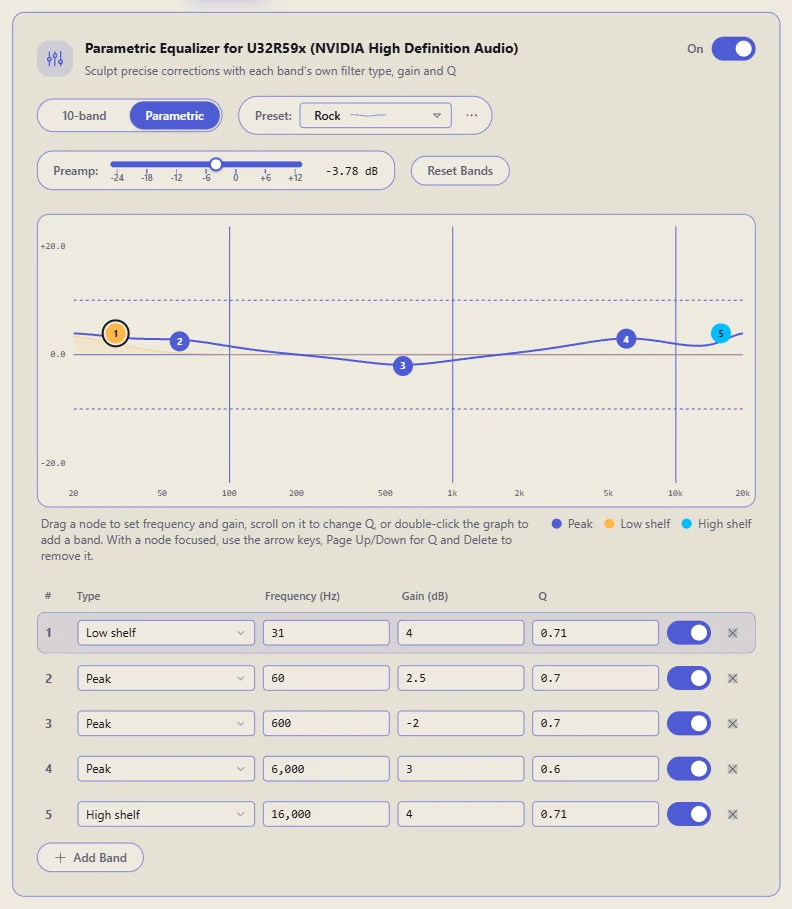 Parametric Equalizer for U32R59x (NVIDIA High Definition Audio)
On
Sculpt precise corrections with each band's own filter type, gain and Q
10-band
Parametric
Preset:
Rock
...
Preamp:
-24 -18 -12 -6 0 +6 +12
-3.78 dB
Reset Bands
+20.0
0.0
-20.0
1
2
3
4
5
20 50 100 200 500 1k 2k 5k 10k 20k
Drag a node to set frequency and gain, scroll on it to change Q, or double-click the graph to
add a band. With a node focused, use the arrow keys, Page Up/Down for Q and Delete to
remove it.
Peak Low shelf High shelf
# Type Frequency (Hz) Gain (dB) Q
1 Low shelf 31 4 0.71
2 Peak 60 2.5 0.7
3 Peak 600 -2 0.7
4 Peak 6,000 3 0.6
5 High shelf 16,000 4 0.71
+ Add Band